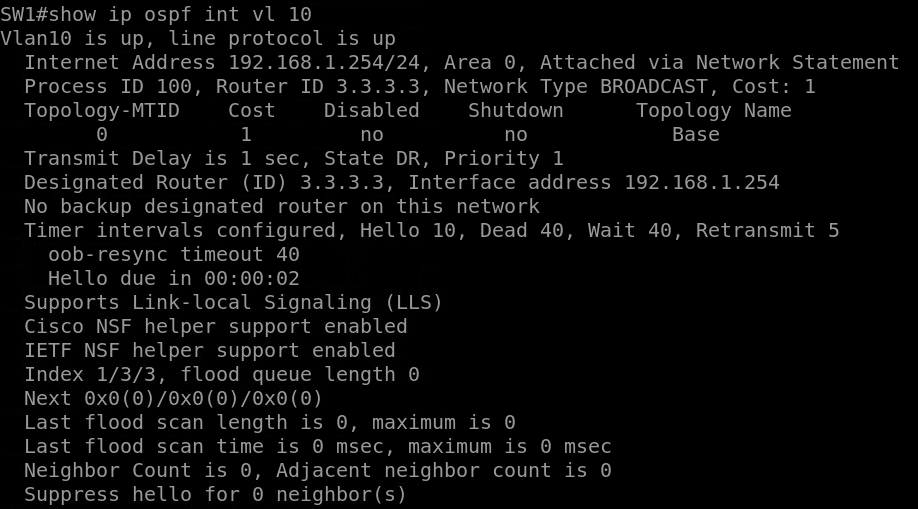 SW1#show ip ospf int vl 10
Vlan10 is up, line protocol is up
  Internet Address 192.168.1.254/24, Area 0, Attached via Network Statement
  Process ID 100, Router ID 3.3.3.3, Network Type BROADCAST, Cost: 1
  Topology-MTID    Cost    Disabled    Shutdown      Topology Name
        0           1         no          no            Base
  Transmit Delay is 1 sec, State DR, Priority 1
  Designated Router (ID) 3.3.3.3, Interface address 192.168.1.254
  No backup designated router on this network
  Timer intervals configured, Hello 10, Dead 40, Wait 40, Retransmit 5
    oob-resync timeout 40
    Hello due in 00:00:02
  Supports Link-local Signaling (LLS)
  Cisco NSF helper support enabled
  IETF NSF helper support enabled
  Index 1/3/3, flood queue length 0
  Next 0x0(0)/0x0(0)/0x0(0)
  Last flood scan length is 0, maximum is 0
  Last flood scan time is 0 msec, maximum is 0 msec
  Neighbor Count is 0, Adjacent neighbor count is 0
  Suppress hello for 0 neighbor(s)